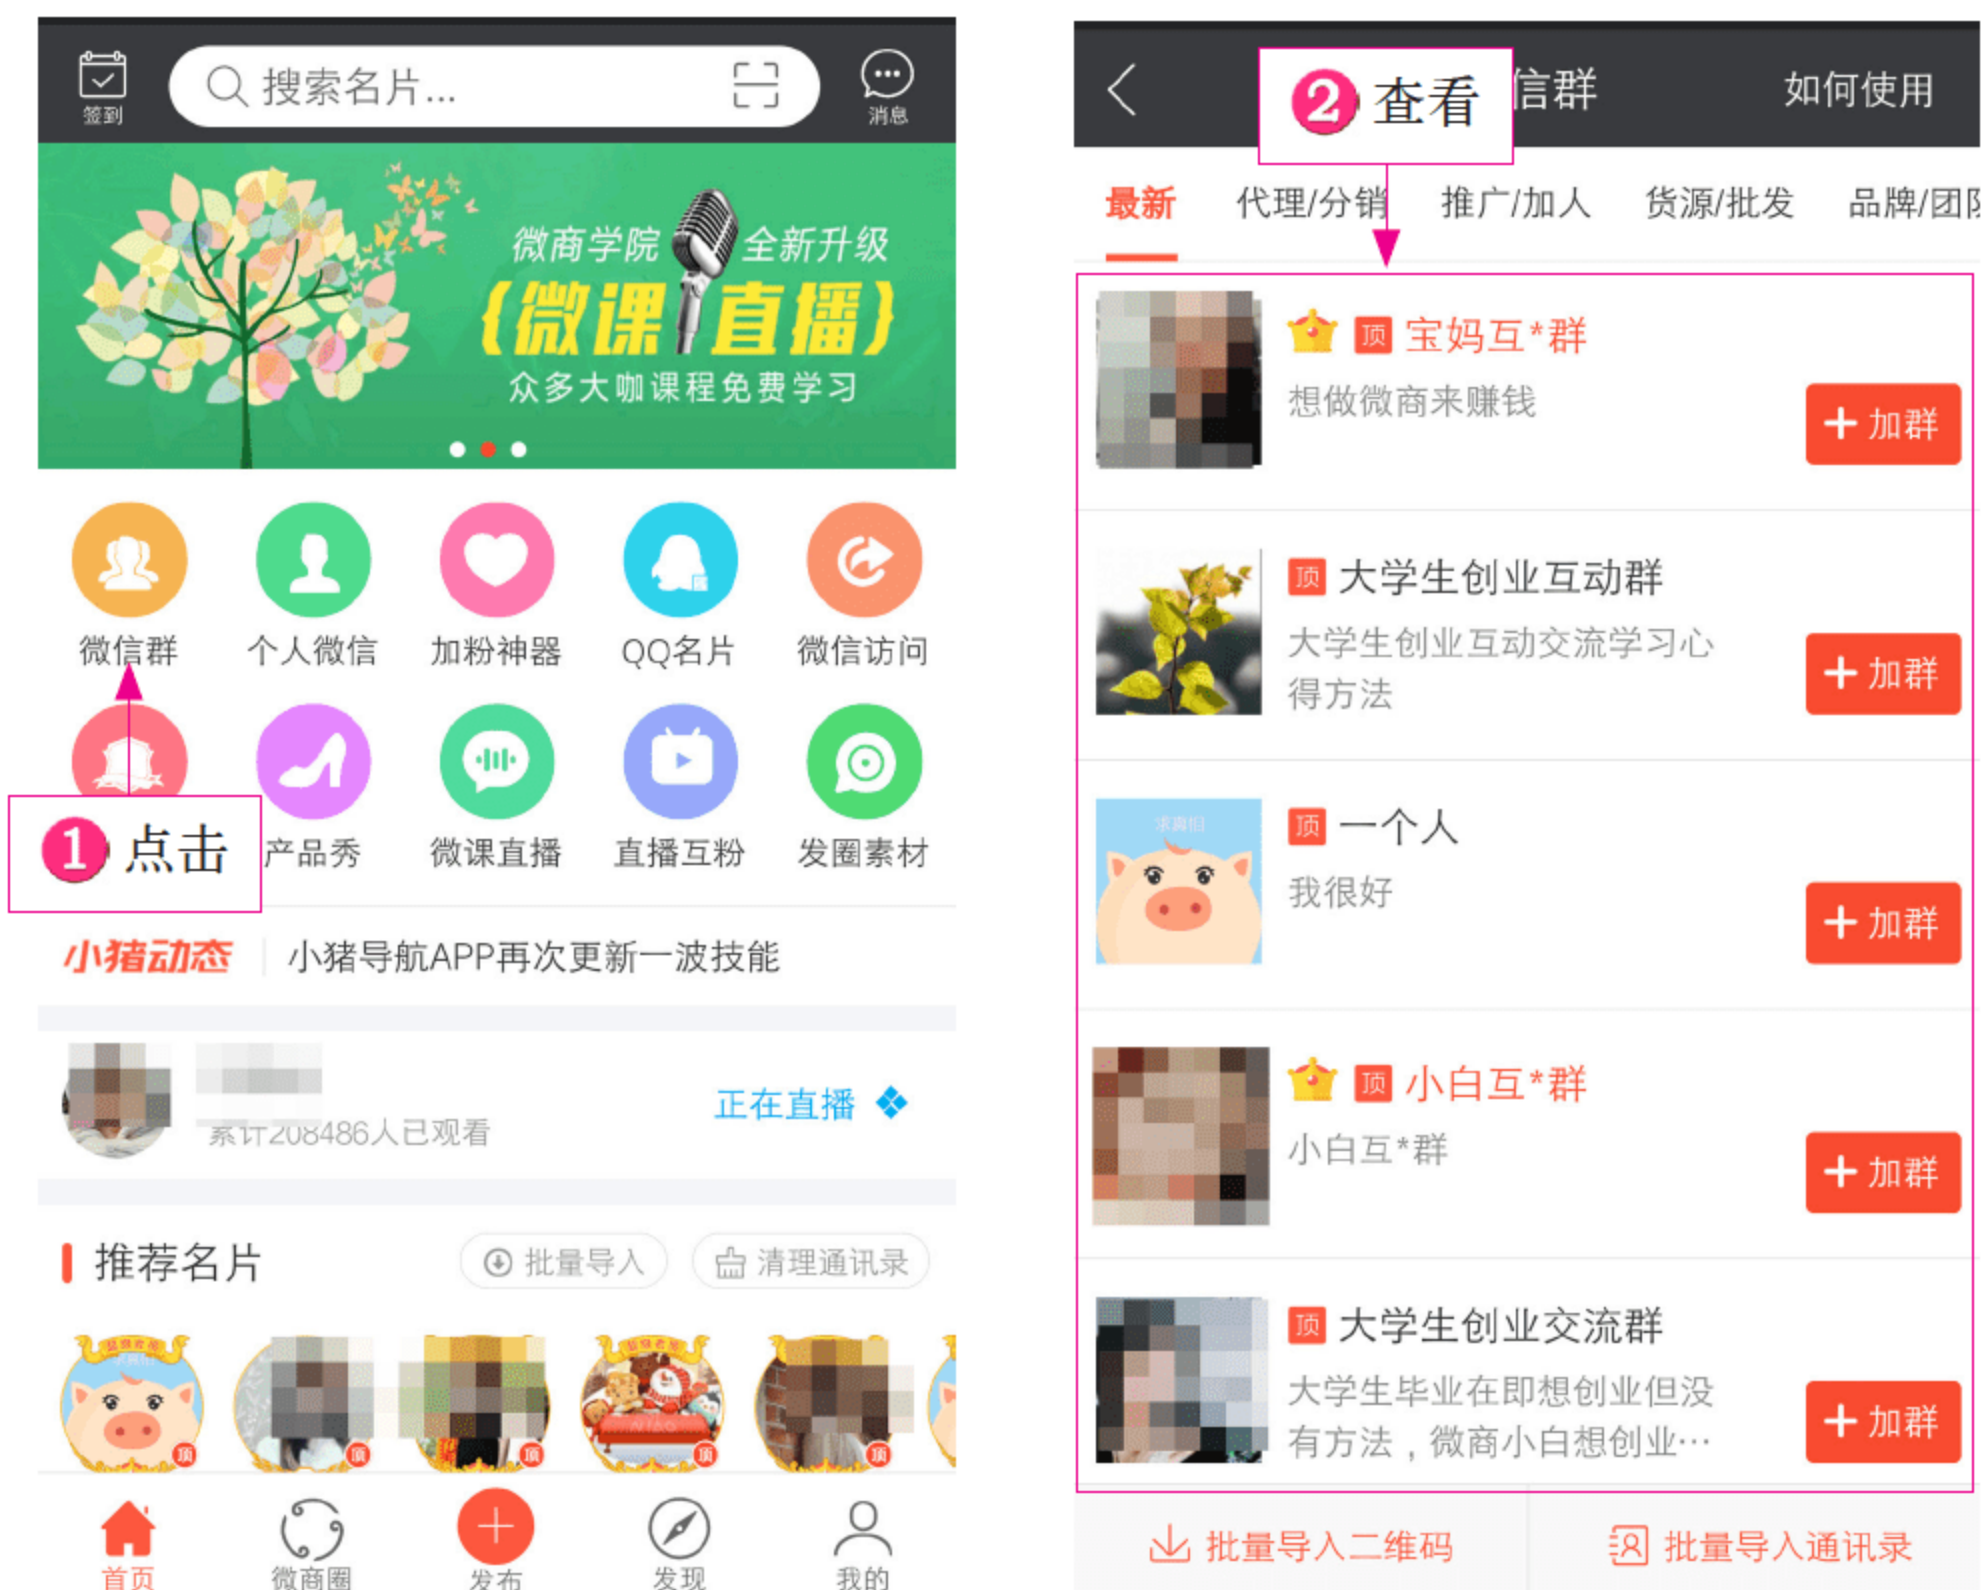 签到
搜索名片...
消息
微商学院 全新升级
{微课 直播}
众多大咖课程免费学习
微信群 个人微信 加粉神器 QQ名片 微信访问
1 点击
产品秀 微课直播 直播互粉 发圈素材
小猪动态 小猪导航APP再次更新一波技能
累计208486人已观看
正在直播
推荐名片 批量导入 清理通讯录
求真相
顶 顶 顶 顶 顶
首页 微商圈 发布 发现 我的
2 查看
信群 如何使用
最新 代理/分销 推广/加人 货源/批发 品牌/团队
顶 宝妈互*群
想做微商来赚钱
+ 加群
顶 大学生创业互动群
大学生创业互动交流学习心
得方法
+ 加群
求真相
顶 一个人
我很好
+ 加群
顶 小白互*群
小白互*群
+ 加群
顶 大学生创业交流群
大学生毕业在即想创业但没
有方法，微商小白想创业…
+ 加群
批量导入二维码 批量导入通讯录